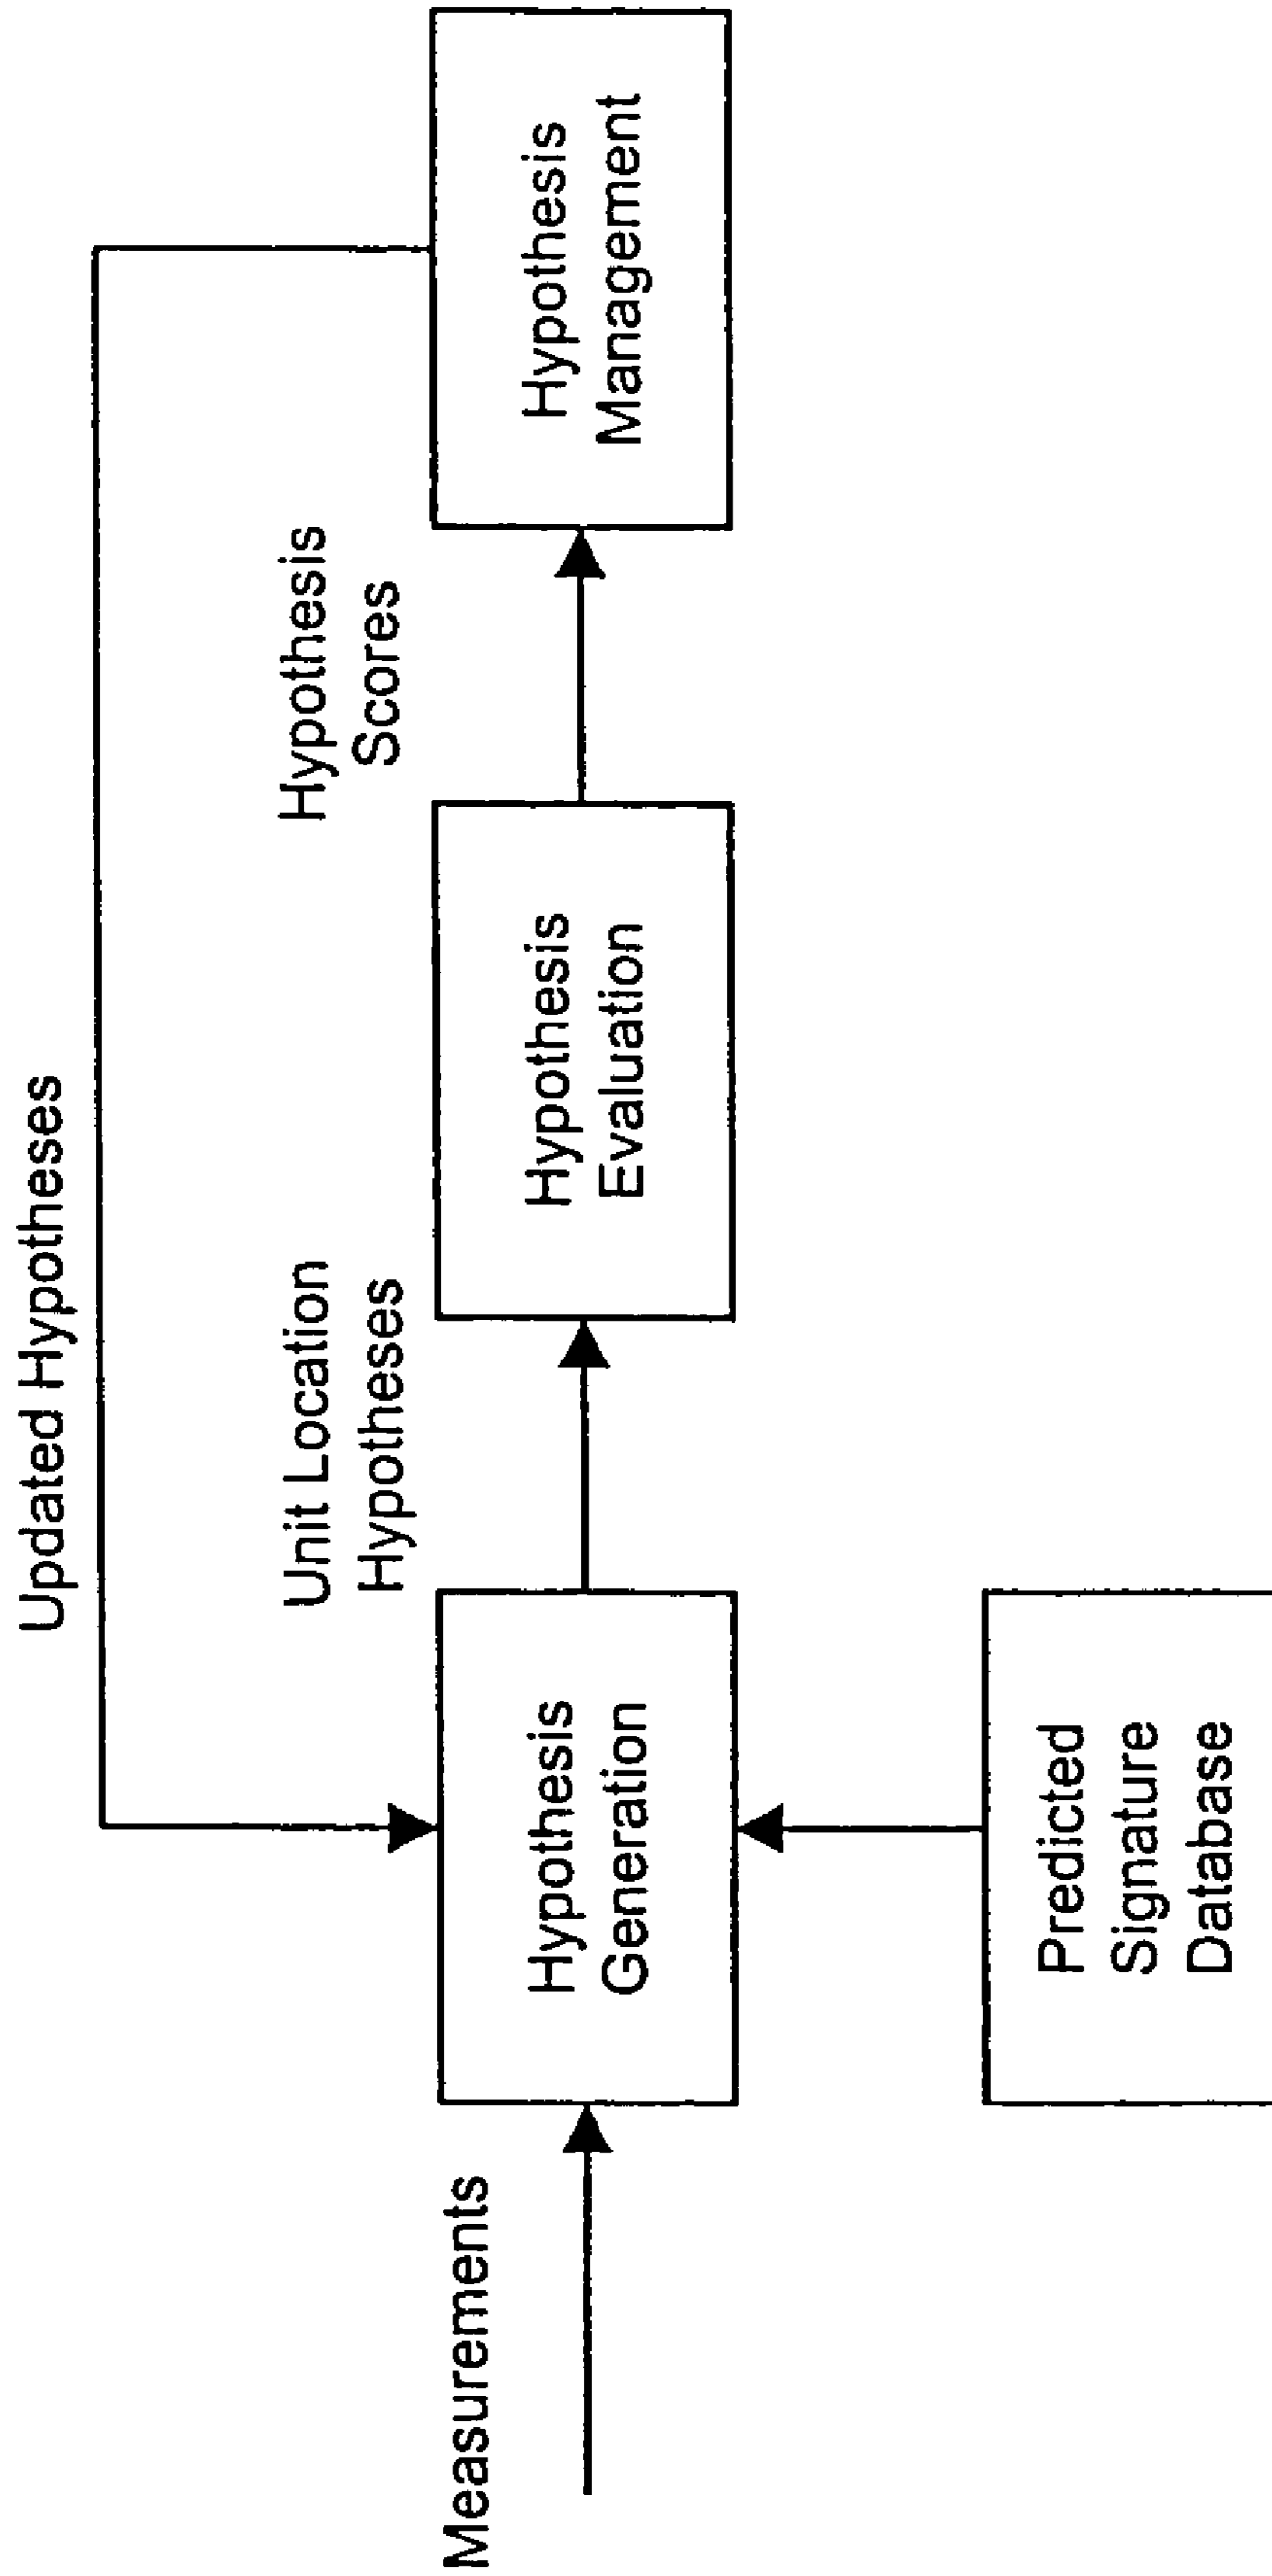 Updated Hypotheses
Measurements
Hypothesis
Generation
Unit Location
Hypotheses
Hypothesis
Evaluation
Hypothesis
Scores
Hypothesis
Management
Predicted
Signature
Database